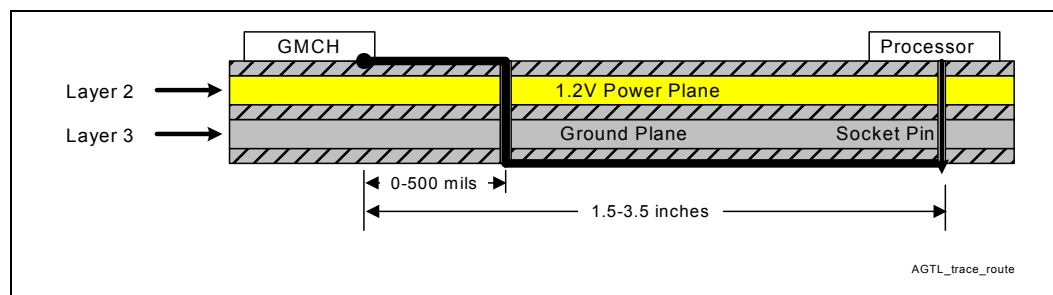 GMCH
Processor
Layer 2
1.2V Power Plane
Layer 3
Ground Plane
Socket Pin
0-500 mils
1.5-3.5 inches
AGTL_trace_route